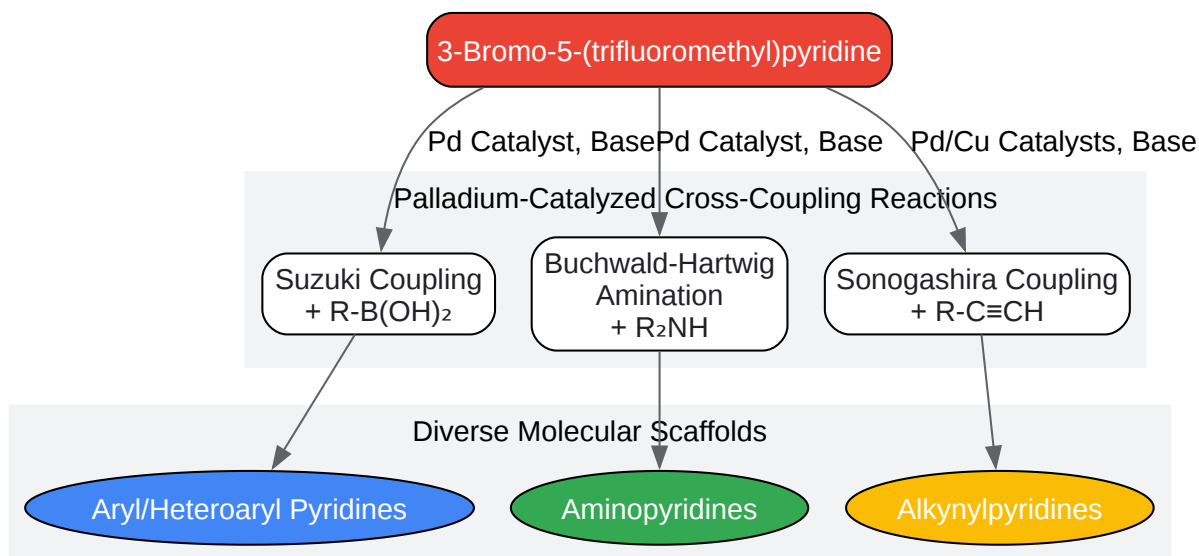 3-Bromo-5-(trifluoromethyl)pyridine
Pd Catalyst, Base
Pd Catalyst, Base
Pd/Cu Catalysts, Base
Palladium-Catalyzed Cross-Coupling Reactions
Suzuki Coupling
+ R-B(OH)₂
Buchwald-Hartwig
Amination
+ R₂NH
Sonogashira Coupling
+ R-C≡CH
Diverse Molecular Scaffolds
Aryl/Heteroaryl Pyridines
Aminopyridines
Alkynylpyridines